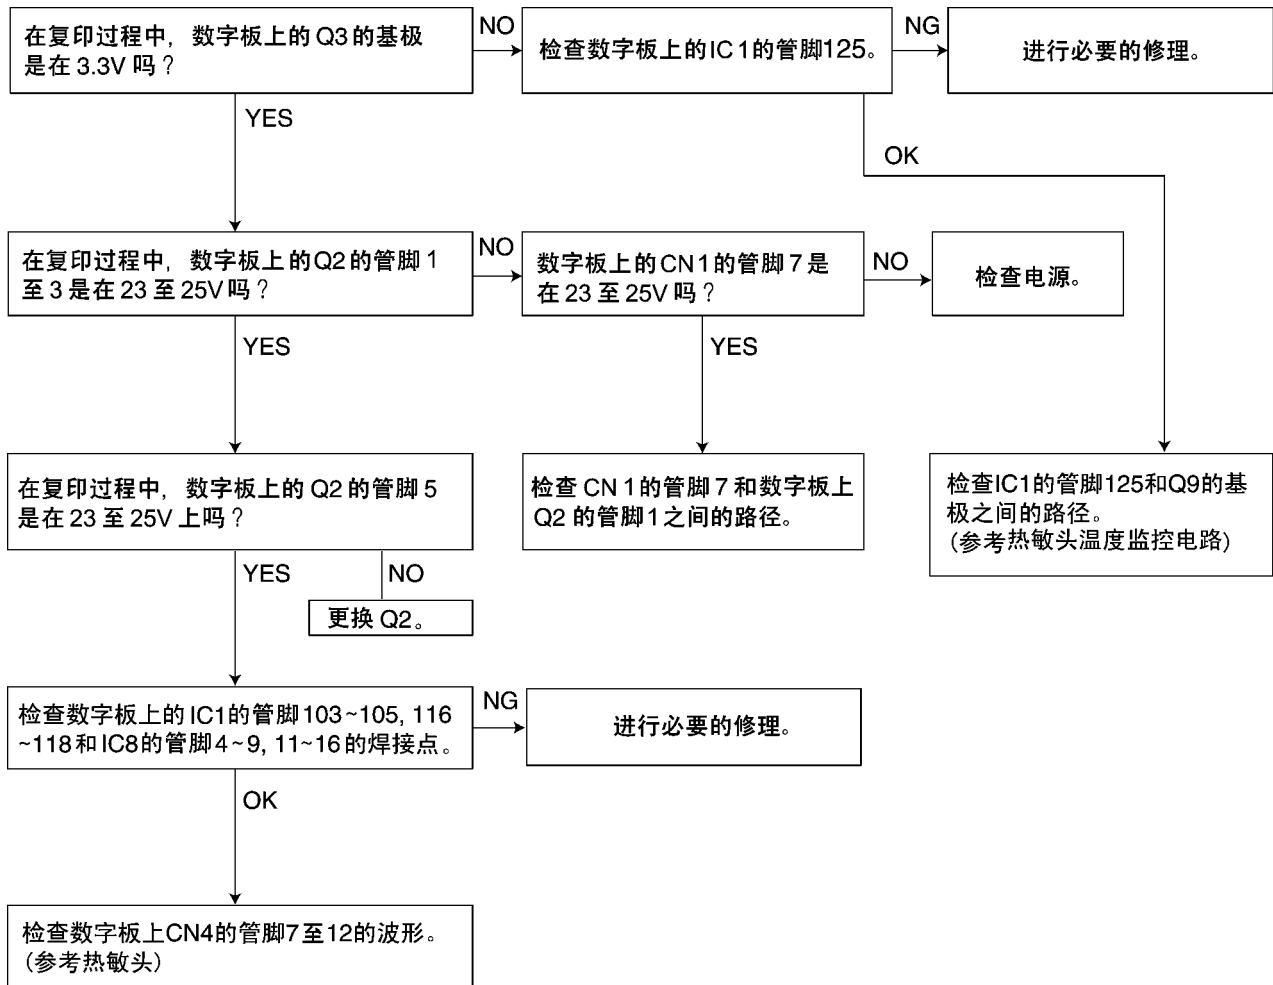 在复印过程中，数字板上的Q3的基极
是在3.3V吗？
NO
检查数字板上的IC1的管脚125。
NG
进行必要的修理。
YES
OK
在复印过程中，数字板上的Q2的管脚1
至3是在23至25V吗？
NO
数字板上的CN1的管脚7是
在23至25V吗？
NO
检查电源。
YES
YES
在复印过程中，数字板上的Q2的管脚5
是在23至25V上吗？
检查CN1的管脚7和数字板上
Q2的管脚1之间的路径。
检查IC1的管脚125和Q9的基
极之间的路径。
(参考热敏头温度监控电路)
YES
NO
更换Q2。
检查数字板上的IC1的管脚103~105, 116
~118和IC8的管脚4~9, 11~16的焊接点。
NG
进行必要的修理。
OK
检查数字板上CN4的管脚7至12的波形。
(参考热敏头)